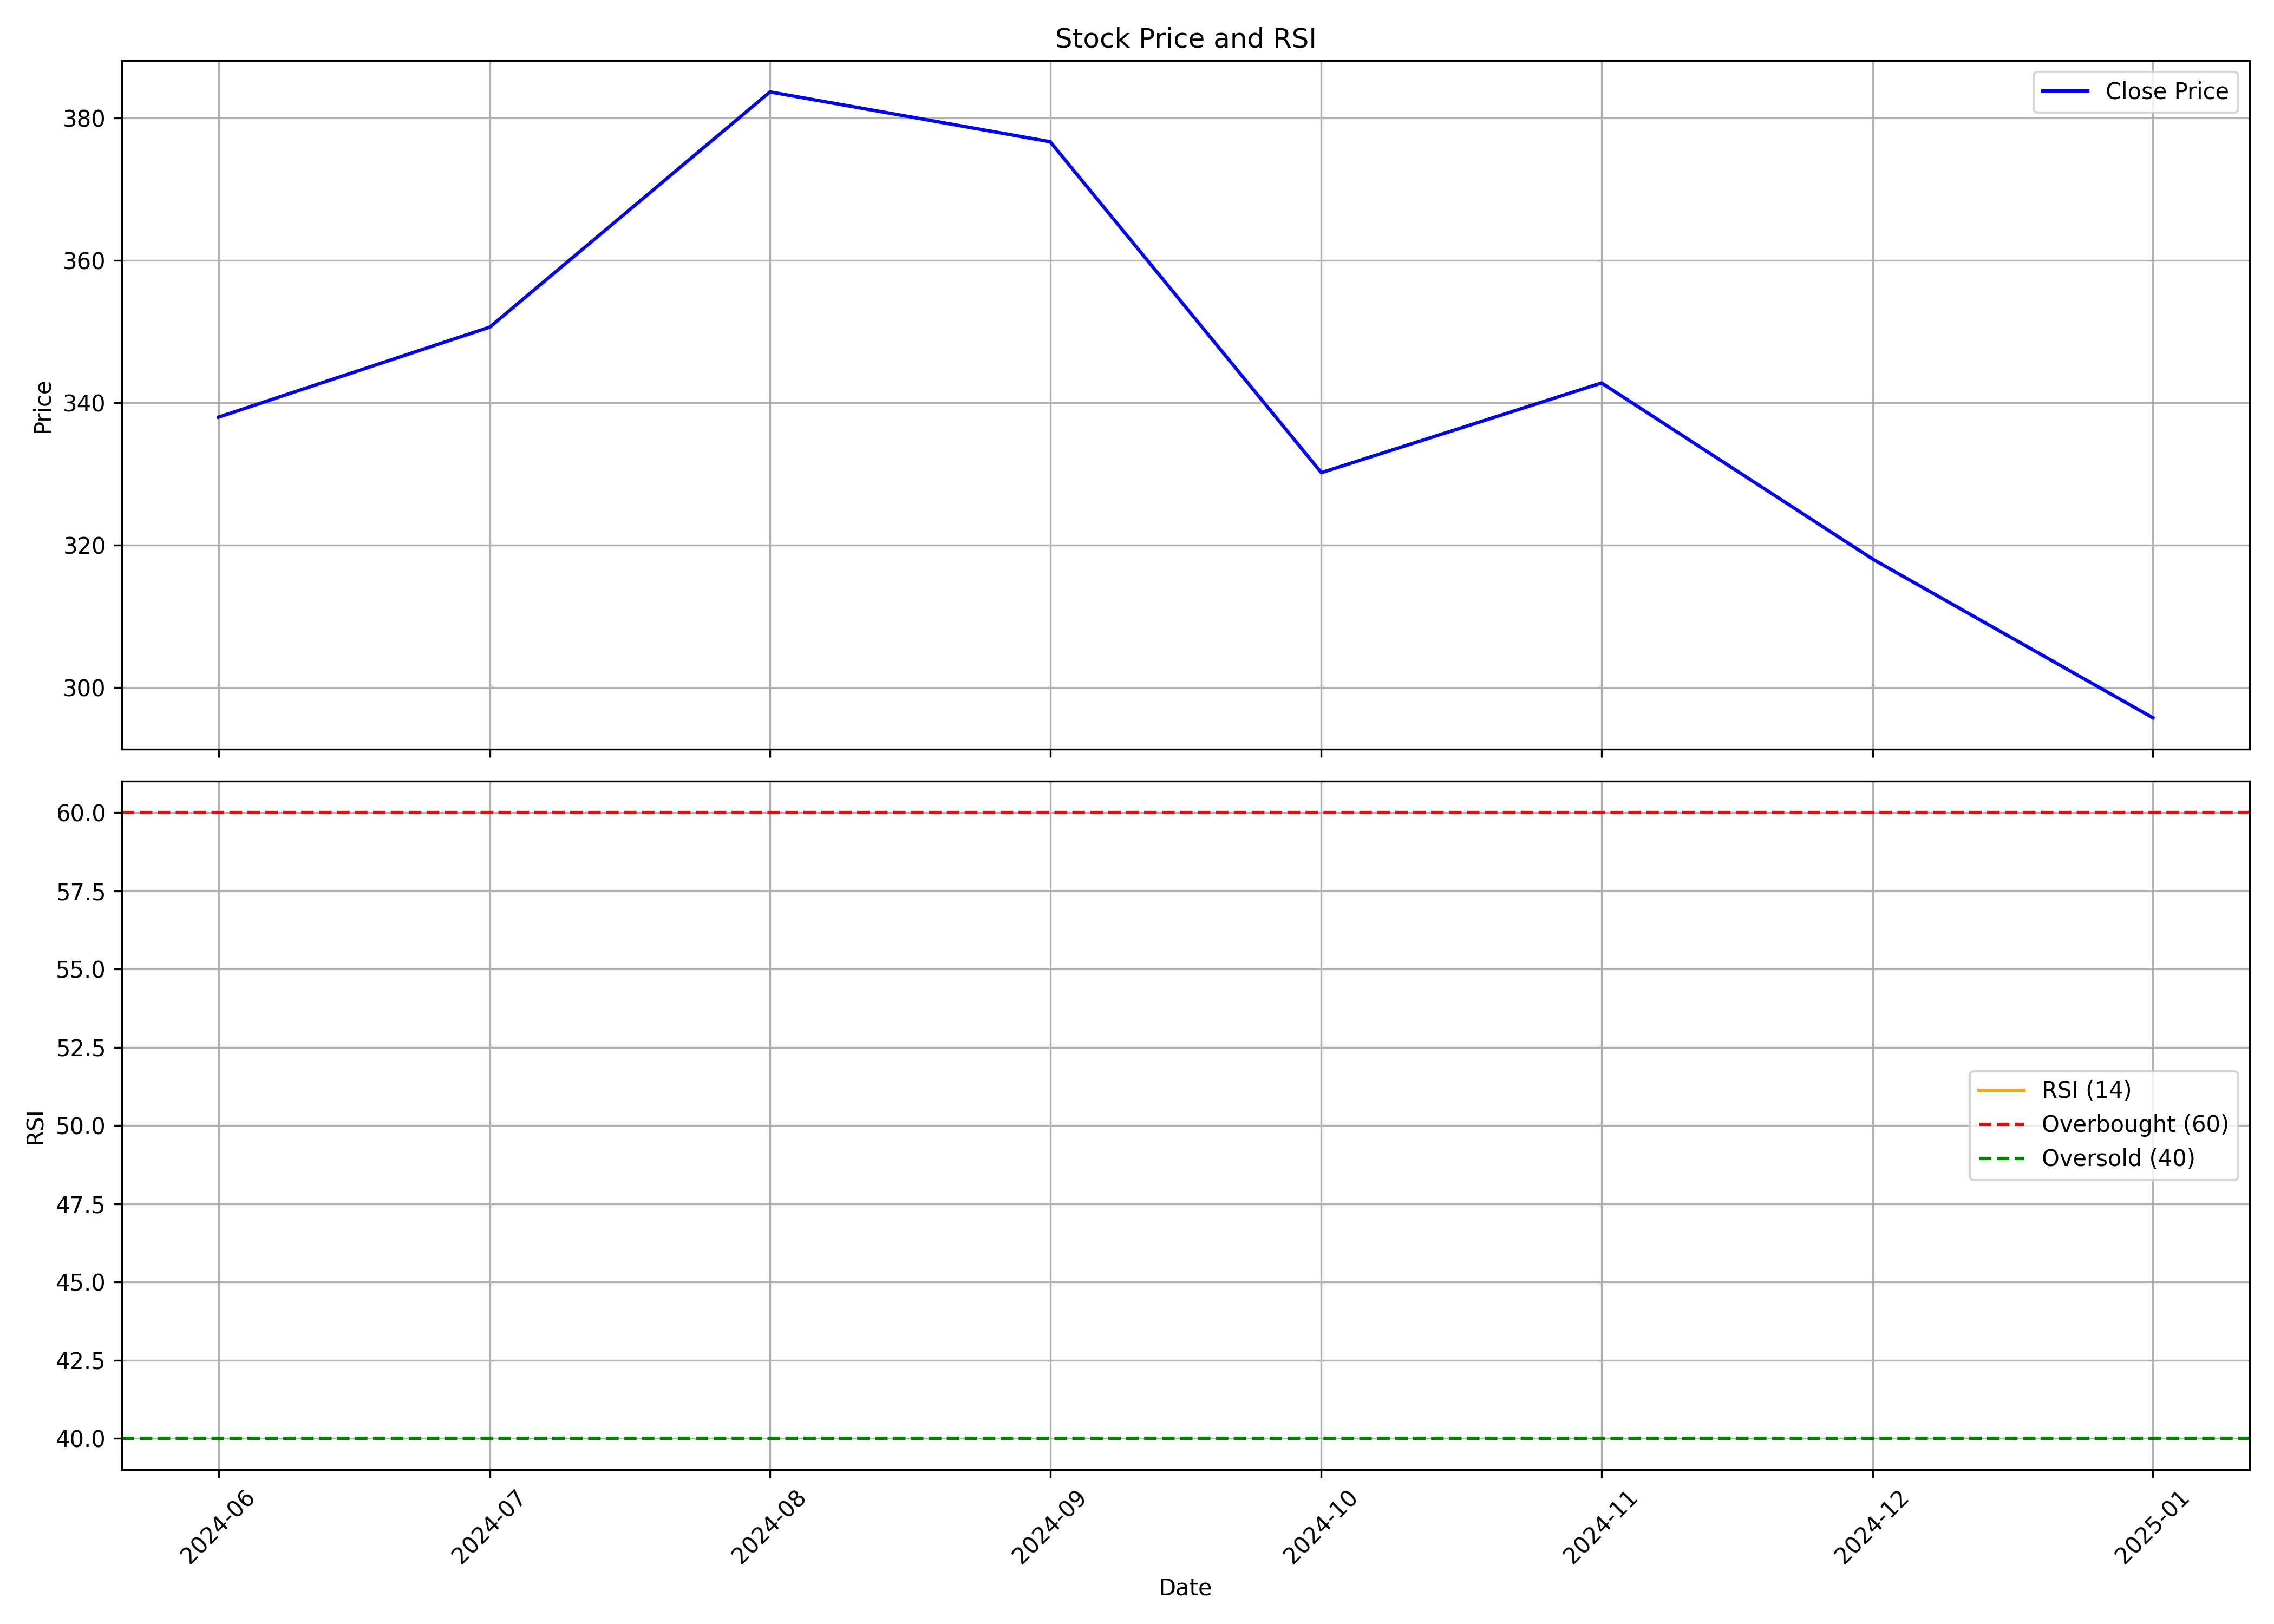 Stock Price and RSI
Close Price
Price
380
360
340
320
300
RSI
60.0
57.5
55.0
52.5
50.0
47.5
45.0
42.5
40.0
RSI (14)
Overbought (60)
Oversold (40)
2024-06
2024-07
2024-08
2024-09
2024-10
2024-11
2024-12
2025-01
Date